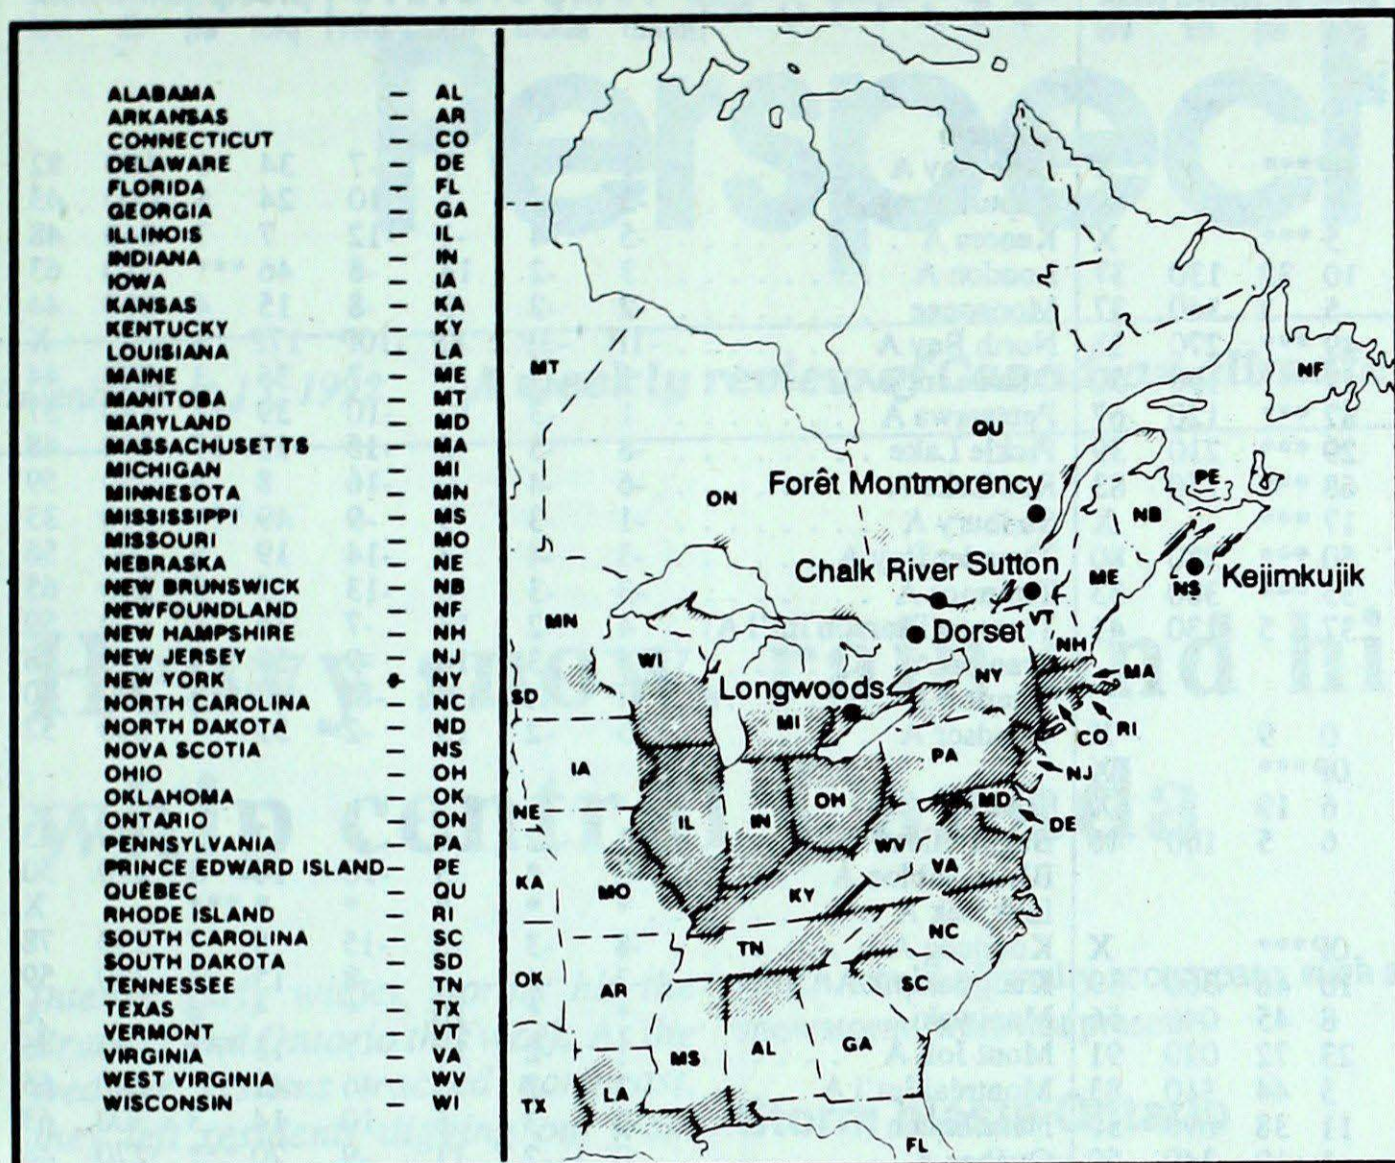 ALABAMA — AL
ARKANSAS — AR
CONNECTICUT — CO
DELAWARE — DE
FLORIDA — FL
GEORGIA — GA
ILLINOIS — IL
INDIANA — IN
IOWA — IA
KANSAS — KA
KENTUCKY — KY
LOUISIANA — LA
MAINE — ME
MANITOBA — MT
MARYLAND — MD
MASSACHUSETTS — MA
MICHIGAN — MI
MINNESOTA — MN
MISSISSIPPI — MS
MISSOURI — MO
NEBRASKA — NE
NEW BRUNSWICK — NB
NEWFOUNDLAND — NF
NEW HAMPSHIRE — NH
NEW JERSEY — NJ
NEW YORK — NY
NORTH CAROLINA — NC
NORTH DAKOTA — ND
NOVA SCOTIA — NS
OHIO — OH
OKLAHOMA — OK
ONTARIO — ON
PENNSYLVANIA — PA
PRINCE EDWARD ISLAND — PE
QUÉBEC — QU
RHODE ISLAND — RI
SOUTH CAROLINA — SC
SOUTH DAKOTA — SD
TENNESSEE — TN
TEXAS — TX
VERMONT — VT
VIRGINIA — VA
WEST VIRGINIA — WV
WISCONSIN — WI
MT
NF
QU
ON
Forêt Montmorency
PE
NB
Chalk River Sutton
ME
NS
Kejimkujik
MN
VT
Dorset
NH
WI
NY
MA
SD
Longwoods
MI
CO
RI
IA
PA
NJ
NE
IL
IN
OH
MD
DE
WV
VA
KA
MO
KY
NC
TN
OK
AR
SC
MS
AL
GA
LA
TX
FL